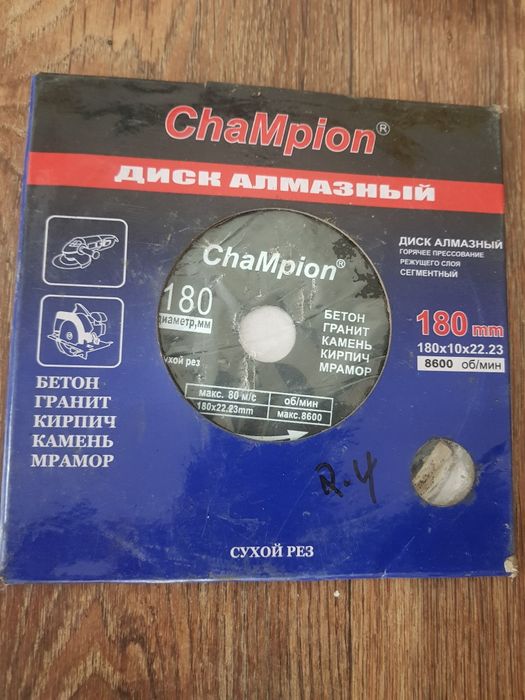 ChaMpion®
ДИСК АЛМАЗНЫЙ
ДИСК АЛМАЗНЫЙ
ГОРЯЧЕЕ ПРЕССОВАНИЕ
РЕЖУЩЕГО СЛОЯ
СЕГМЕНТНЫЙ
180 mm
180x10x22.23
8600 об/мин
ChaMpion®
180
диаметр,мм
сухой рез
БЕТОН
ГРАНИТ
КАМЕНЬ
КИРПИЧ
МРАМОР
макс. 80 м/с об/мин
180x22.23mm макс.8600
БЕТОН
ГРАНИТ
КИРПИЧ
КАМЕНЬ
МРАМОР
СУХОЙ РЕЗ